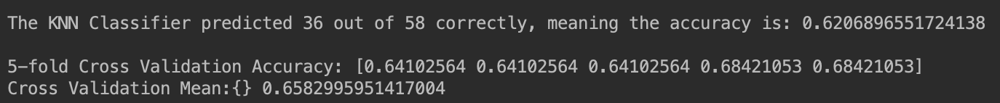 The KNN Classifier predicted 36 out of 58 correctly, meaning the accuracy is: 0.6206896551724138
5-fold Cross Validation Accuracy: [0.64102564 0.64102564 0.64102564 0.68421053 0.68421053]
Cross Validation Mean:{} 0.6582995951417004